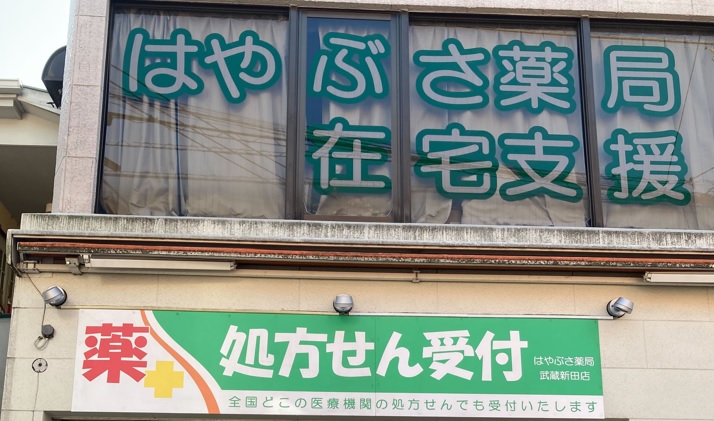 はやぶさ薬局
在宅支援
薬
処方せん受付
はやぶさ薬局
武蔵新田店
全国どこの医療機関の処方せんでも受付いたします